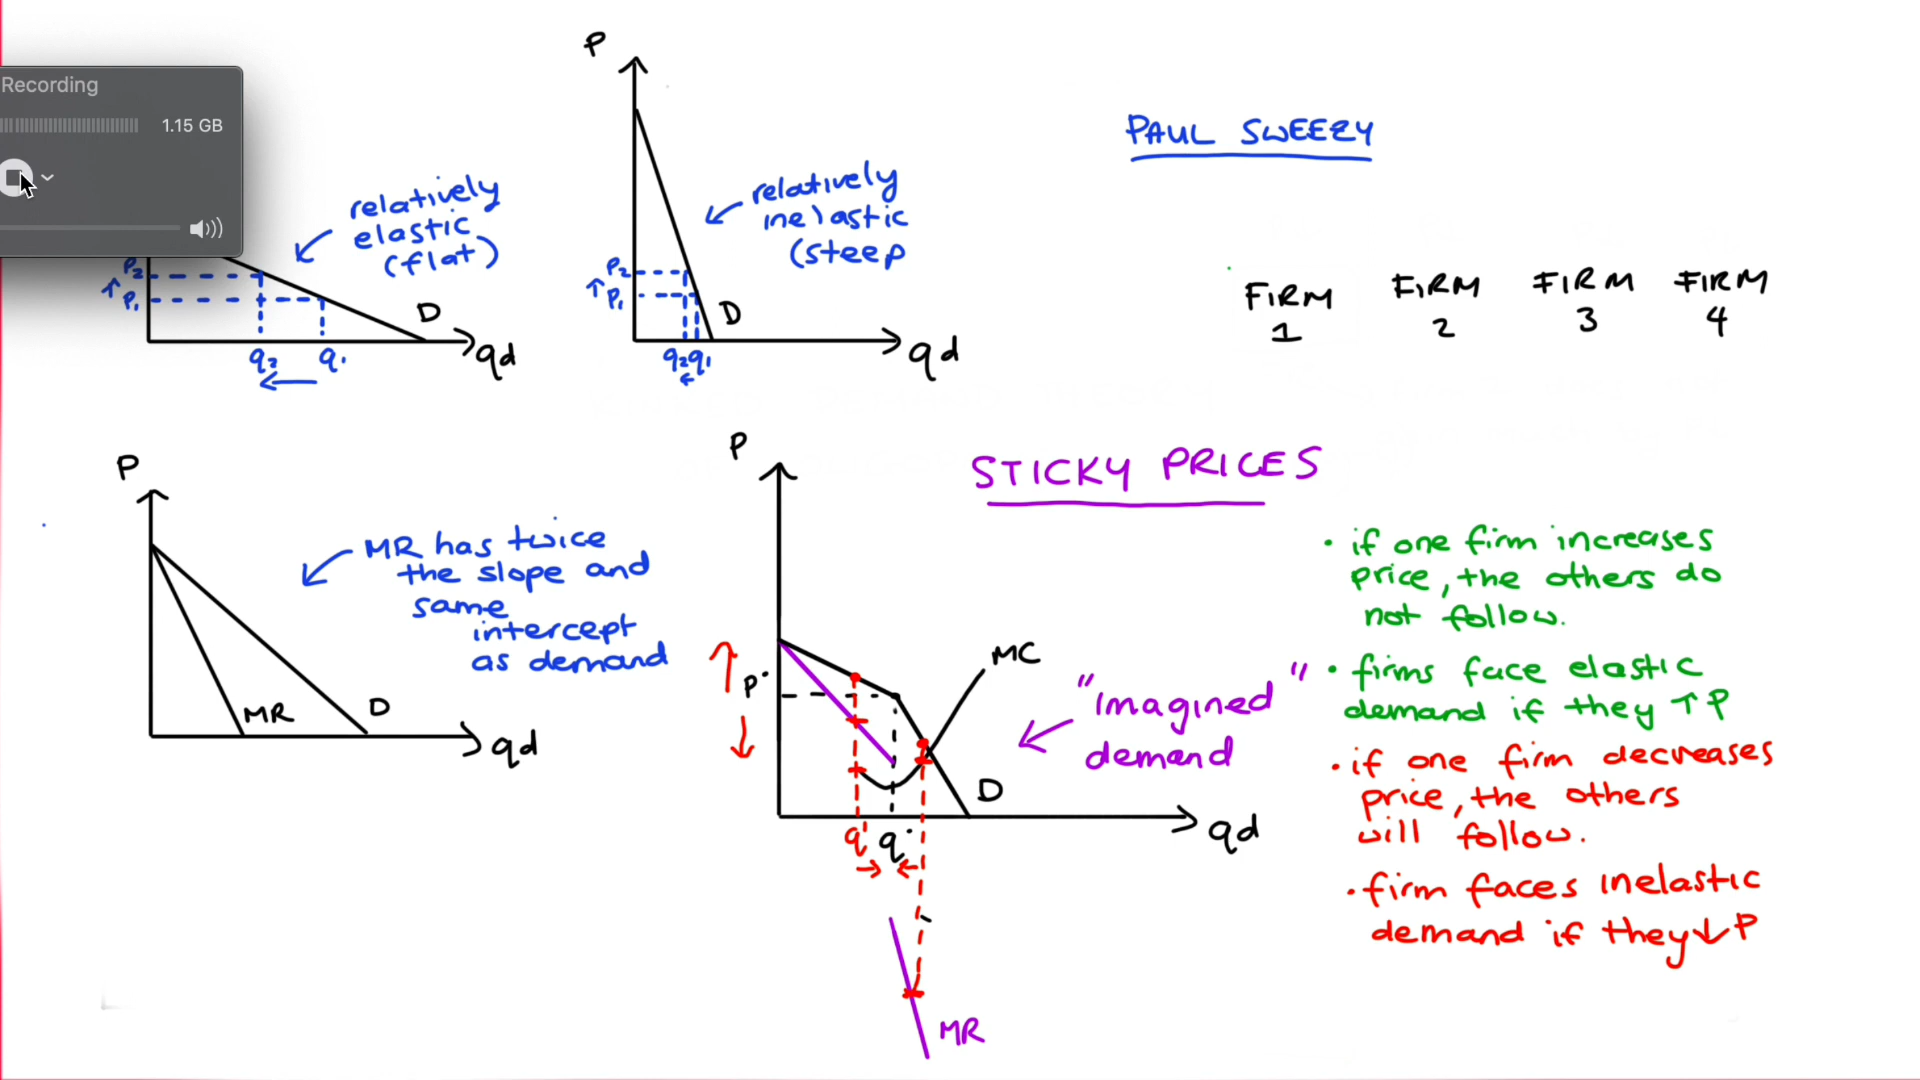 Recording
1.15 GB
relatively
elastic
(flat)
P2
P1
D
q2 q1
qd
P
relatively
inelastic
(steep
P2
P1
D
q2 q1
qd
PAUL SWEEZY
FIRM 1
FIRM 2
FIRM 3
FIRM 4
P
MR has twice
the slope and
same
intercept
as demand
MR
D
qd
STICKY PRICES
P
P*
MC
"Imagined"
demand
D
q' q*
qd
MR
• if one firm increases
price, the others do
not follow.
• firms face elastic
demand if they ↑ P
• if one firm decreases
price, the others
will follow.
• firm faces inelastic
demand if they ↓ P